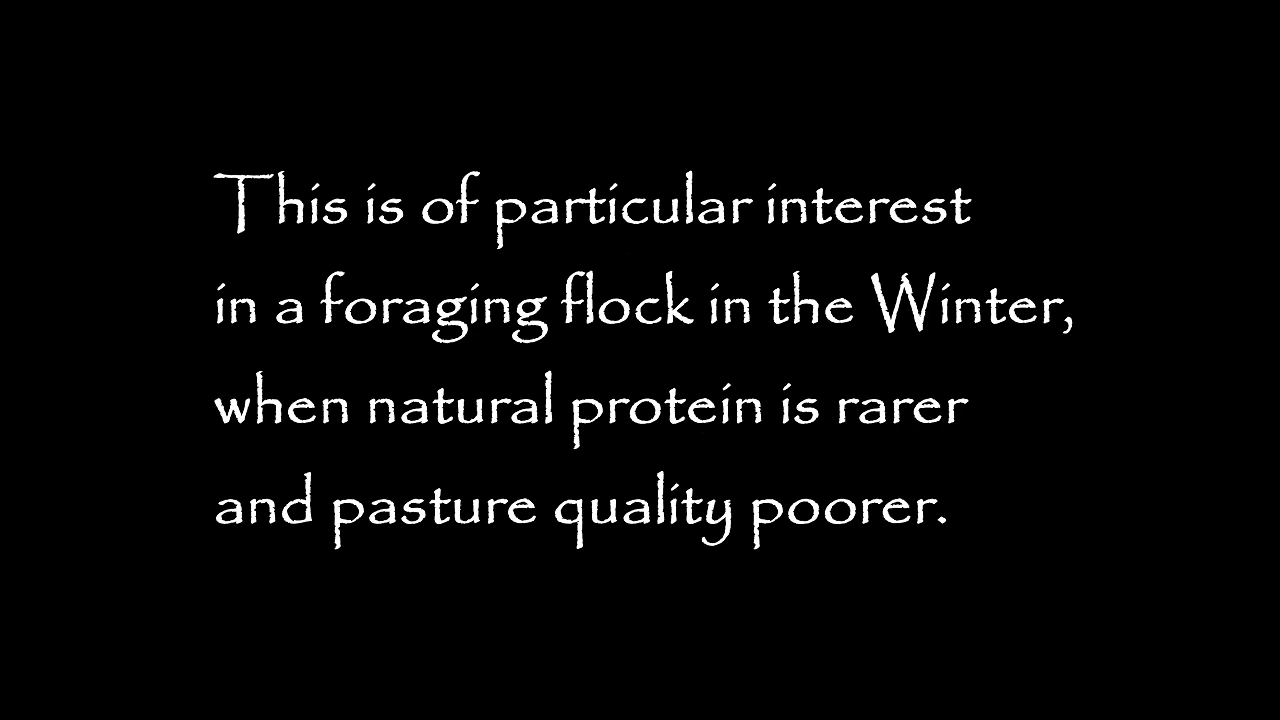 This is of particular interest
in a foraging flock in the Winter,
when natural protein is rarer
and pasture quality poorer.